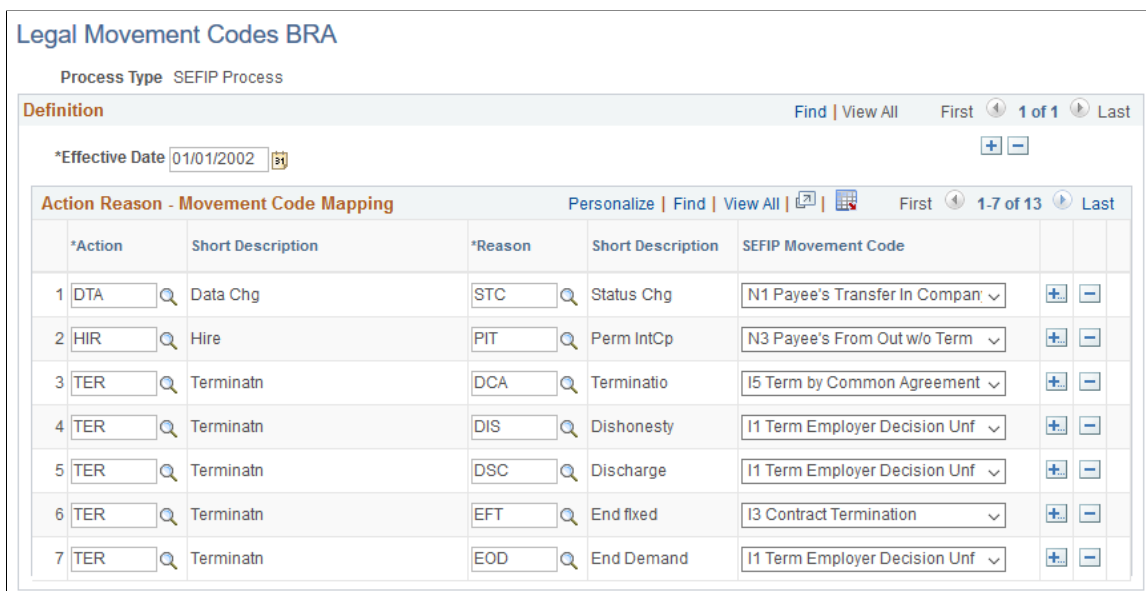 Legal Movement Codes BRA
Process Type SEFIP Process
Definition Find | View All First 1 of 1 Last
*Effective Date 01/01/2002 31
Action Reason - Movement Code Mapping Personalize | Find | View All | | First 1-7 of 13 Last
*Action Short Description *Reason Short Description SEFIP Movement Code
1 DTA Data Chg STC Status Chg N1 Payee's Transfer In Company
2 HIR Hire PIT Perm IntCp N3 Payee's From Out w/o Term
3 TER Terminatn DCA Terminatio I5 Term by Common Agreement
4 TER Terminatn DIS Dishonesty I1 Term Employer Decision Unf
5 TER Terminatn DSC Discharge I1 Term Employer Decision Unf
6 TER Terminatn EFT End fixed I3 Contract Termination
7 TER Terminatn EOD End Demand I1 Term Employer Decision Unf